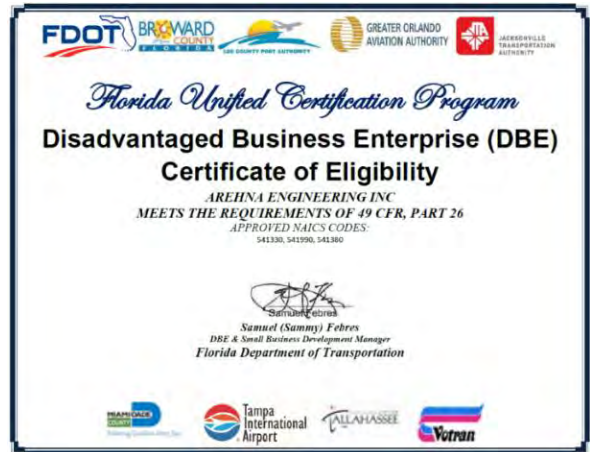 FDOT
BROWARD
COUNTY
FLORIDA
LEE COUNTY PORT AUTHORITY
GREATER ORLANDO
AVIATION AUTHORITY
JACKSONVILLE
TRANSPORTATION
AUTHORITY
Florida Unified Certification Program
Disadvantaged Business Enterprise (DBE)
Certificate of Eligibility
AREHNA ENGINEERING INC
MEETS THE REQUIREMENTS OF 49 CFR, PART 26
APPROVED NAICS CODES:
541330, 541990, 541380
Samuel Febres
Samuel (Sammy) Febres
DBE & Small Business Development Manager
Florida Department of Transportation
MIAMI-DADE
COUNTY
Tampa
International
Airport
TALLAHASSEE
Votran